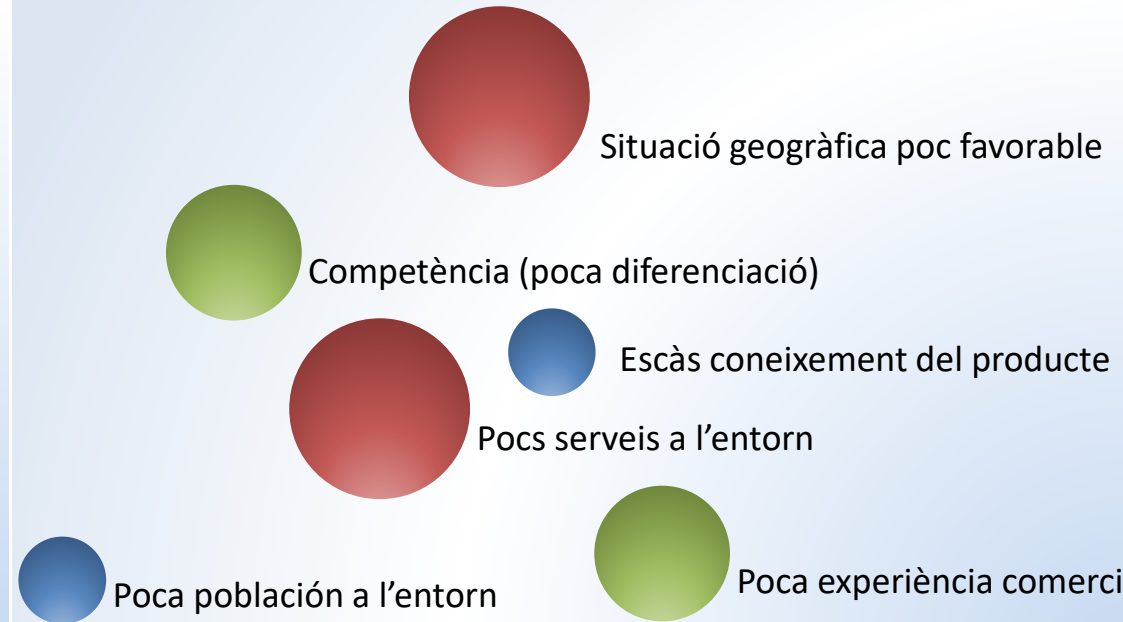 Situació geogràfica poc favorable
Competència (poca diferenciació)
Escàs coneixement del producte
Pocs serveis a l'entorn
Poca experiència comerci
Poca población a l'entorn